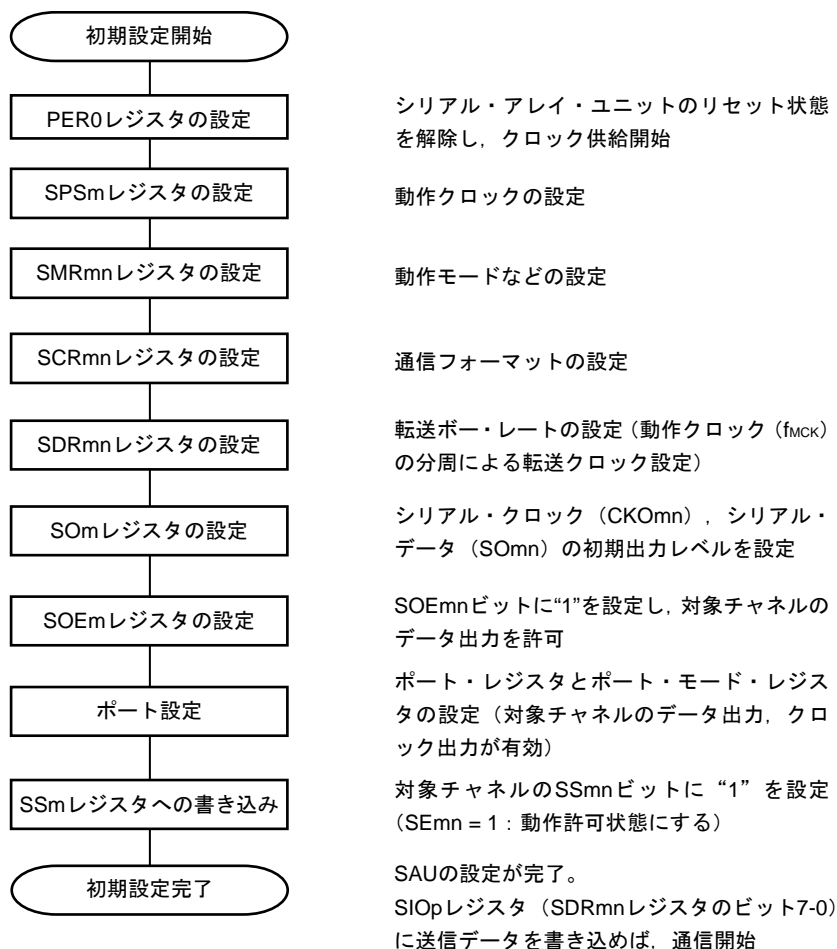 初期設定開始
PER0レジスタの設定
シリアル・アレイ・ユニットのリセット状態
を解除し，クロック供給開始
SPSmレジスタの設定
動作クロックの設定
SMRmnレジスタの設定
動作モードなどの設定
SCRmnレジスタの設定
通信フォーマットの設定
SDRmnレジスタの設定
転送ボー・レートの設定（動作クロック（fMCK）
の分周による転送クロック設定）
SOmレジスタの設定
シリアル・クロック（CKOmn），シリアル・
データ（SOmn）の初期出力レベルを設定
SOEmレジスタの設定
SOEmnビットに“1”を設定し，対象チャネルの
データ出力を許可
ポート設定
ポート・レジスタとポート・モード・レジス
タの設定（対象チャネルのデータ出力，クロ
ック出力が有効）
SSmレジスタへの書き込み
対象チャネルのSSmnビットに“1”を設定
（SEmn = 1：動作許可状態にする）
初期設定完了
SAUの設定が完了。
SIOpレジスタ（SDRmnレジスタのビット7-0）
に送信データを書き込めば，通信開始